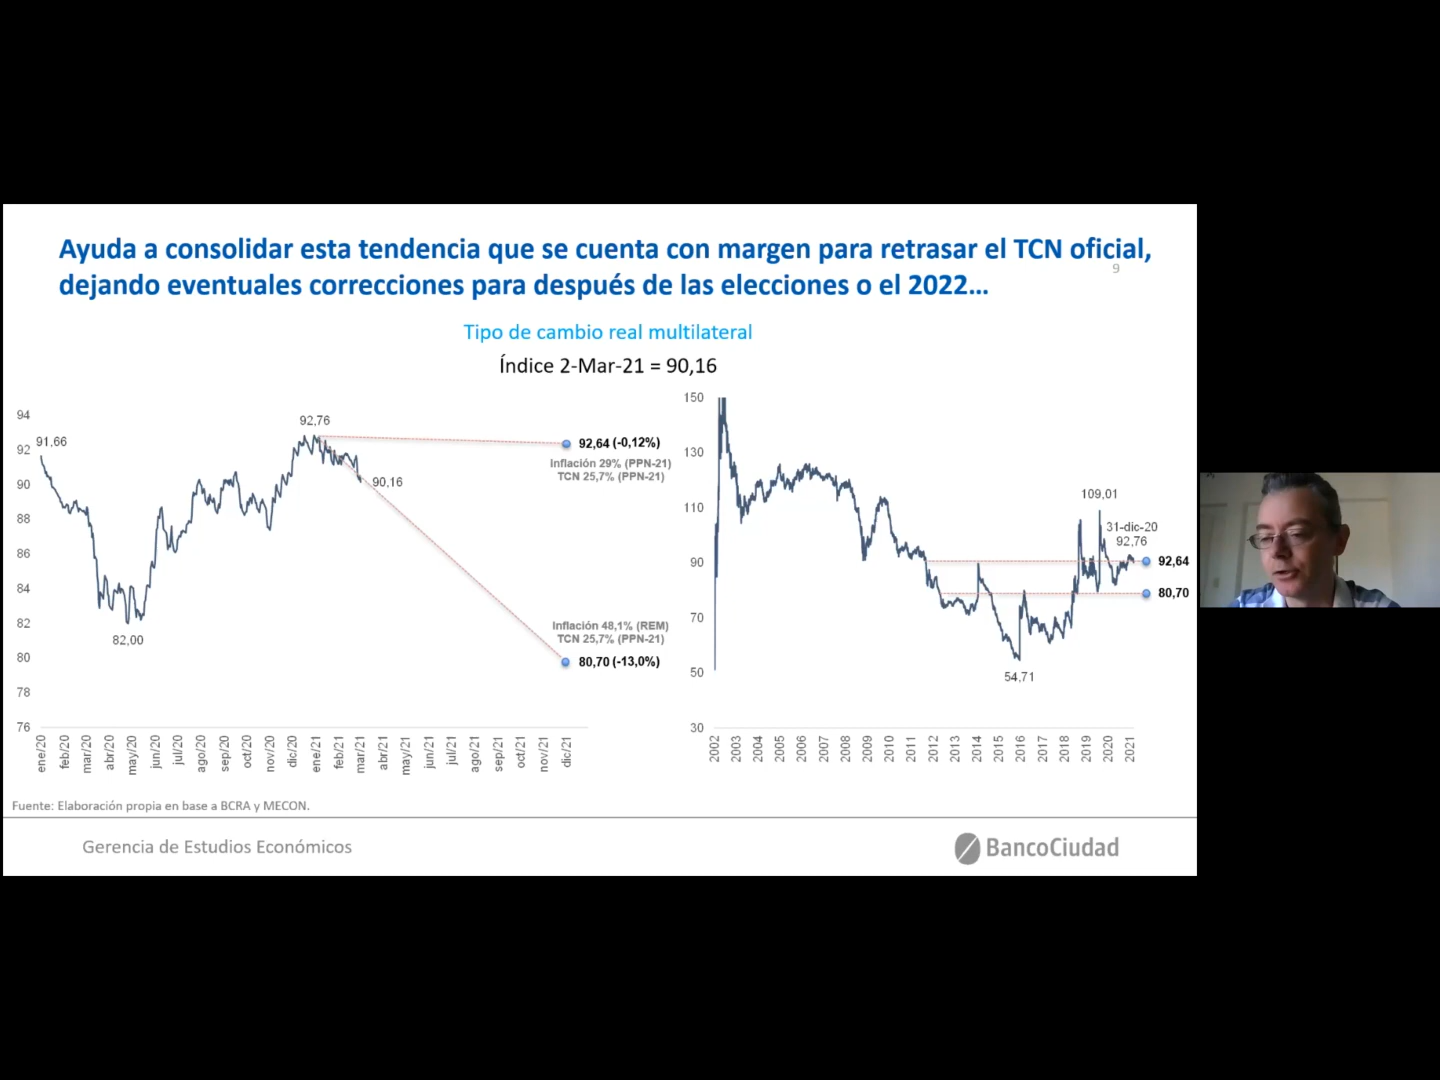 Ayuda a consolidar esta tendencia que se cuenta con margen para retrasar el TCN oficial,
dejando eventuales correcciones para después de las elecciones o el 2022...
9
Tipo de cambio real multilateral
Índice 2-Mar-21 = 90,16
94
92
90
88
86
84
82
80
78
76
91,66
82,00
92,76
90,16
92,64 (-0,12%)
Inflación 29% (PPN-21)
TCN 25,7% (PPN-21)
Inflación 48,1% (REM)
TCN 25,7% (PPN-21)
80,70 (-13,0%)
ene/20
feb/20
mar/20
abr/20
may/20
jun/20
jul/20
ago/20
sep/20
oct/20
nov/20
dic/20
ene/21
feb/21
mar/21
abr/21
may/21
jun/21
jul/21
ago/21
sep/21
oct/21
nov/21
dic/21
150
130
110
90
70
50
30
109,01
31-dic-20
92,76
92,64
80,70
54,71
2002
2003
2004
2005
2006
2007
2008
2009
2010
2011
2012
2013
2014
2015
2016
2017
2018
2019
2020
2021
Fuente: Elaboración propia en base a BCRA y MECON.
Gerencia de Estudios Económicos
BancoCiudad